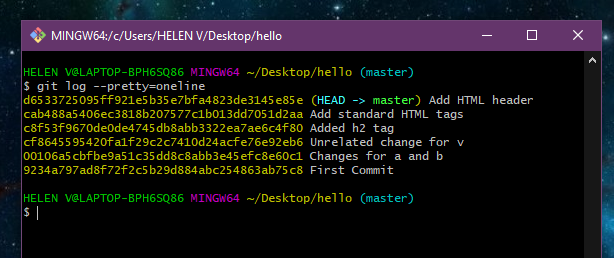 MINGW64:/c/Users/HELEN V/Desktop/hello
HELEN V@LAPTOP-BPH6SQ86 MINGW64 ~/Desktop/hello (master)
$ git log --pretty=oneline
d6533725095ff921e5b35e7bfa4823de3145e85e (HEAD -> master) Add HTML header
cab488a5406ec3818b207577c1b013dd7051d2aa Add standard HTML tags
c8f53f9670de0de4745db8abb3322ea7ae6c4f80 Added h2 tag
cf8645595420fa1f29c2c7410d24acfe76e92eb6 Unrelated change for v
00106a5cbfbe9a51c35dd8c8abb3e45efc8e60c1 Changes for a and b
9234a797ad8f72f2c5b29d884abc254863ab75c8 First Commit
HELEN V@LAPTOP-BPH6SQ86 MINGW64 ~/Desktop/hello (master)
$